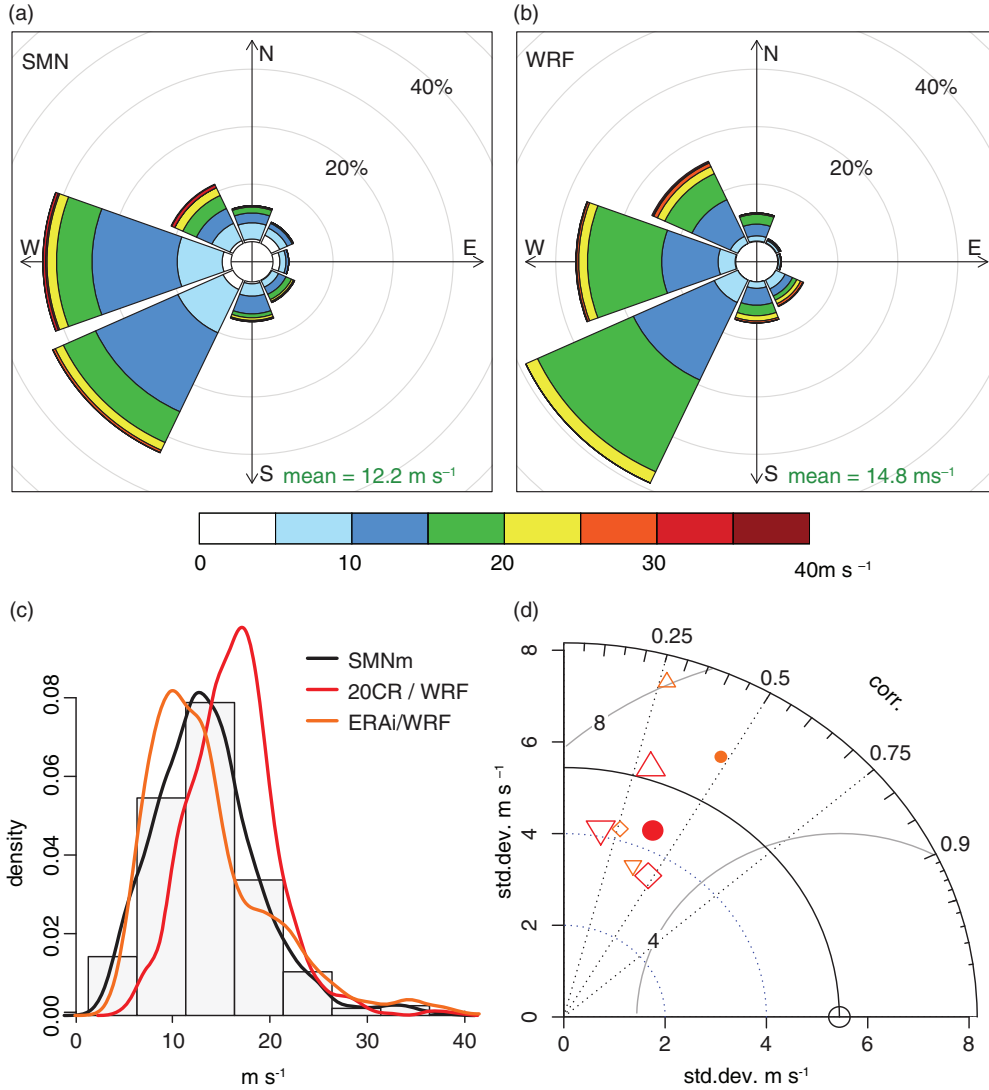 (a)
(b)
SMN
N
40%
20%
W
E
S
mean = 12.2 m s⁻¹
WRF
N
40%
20%
W
E
S
mean = 14.8 ms⁻¹
0
10
20
30
40m s⁻¹
(c)
(d)
SMNm
20CR / WRF
ERAi/WRF
density
0.00
0.02
0.04
0.06
0.08
0
10
20
30
40
m s⁻¹
0.25
0.5
corr.
0.75
0.9
8
4
std.dev. m s⁻¹
8
6
4
2
0
0
2
4
6
8
std.dev. m s⁻¹